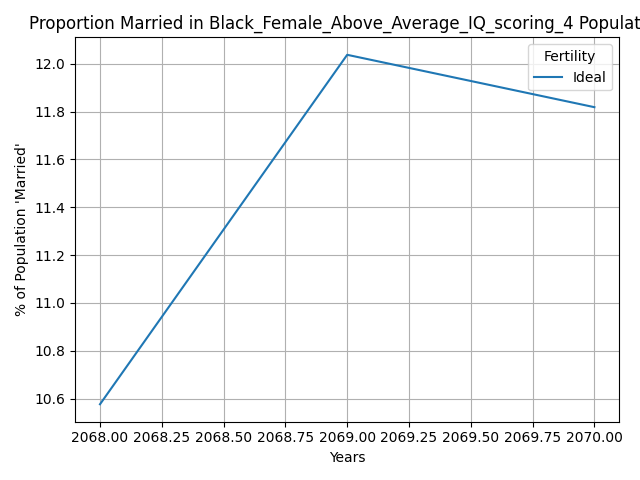 Proportion Married in Black_Female_Above_Average_IQ_scoring_4 Populat
Fertility
Ideal
% of Population 'Married'
12.0
11.8
11.6
11.4
11.2
11.0
10.8
10.6
2068.00 2068.25 2068.50 2068.75 2069.00 2069.25 2069.50 2069.75 2070.00
Years